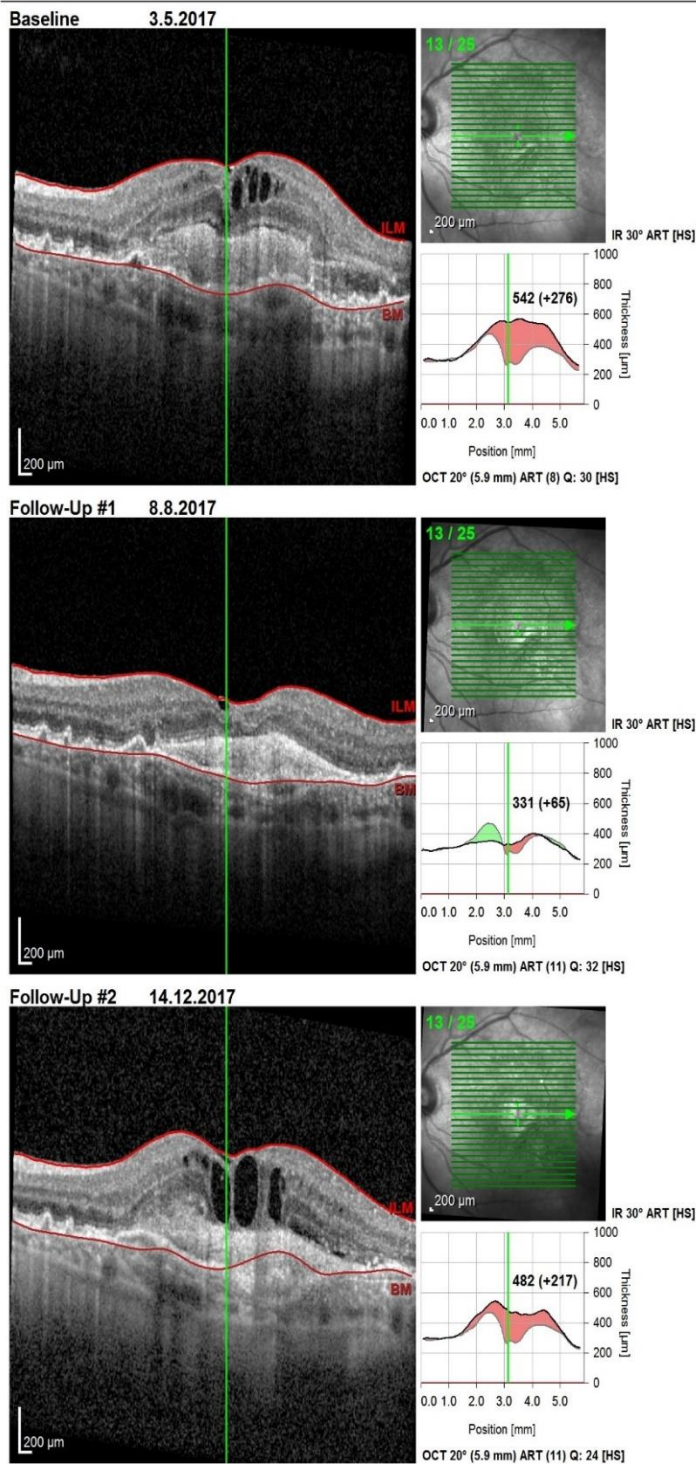 Baseline 3.5.2017
13 / 25
ILM
BM
200 µm
200 µm
IR 30° ART [HS]
1000
800
600
400
200
0
Thickness [µm]
542 (+276)
0.0 1.0 2.0 3.0 4.0 5.0
Position [mm]
OCT 20° (5.9 mm) ART (8) Q: 30 [HS]
Follow-Up #1 8.8.2017
13 / 25
ILM
BM
200 µm
200 µm
IR 30° ART [HS]
1000
800
600
400
200
0
Thickness [µm]
331 (+65)
0.0 1.0 2.0 3.0 4.0 5.0
Position [mm]
OCT 20° (5.9 mm) ART (11) Q: 32 [HS]
Follow-Up #2 14.12.2017
13 / 25
ILM
BM
200 µm
200 µm
IR 30° ART [HS]
1000
800
600
400
200
0
Thickness [µm]
482 (+217)
0.0 1.0 2.0 3.0 4.0 5.0
Position [mm]
OCT 20° (5.9 mm) ART (11) Q: 24 [HS]